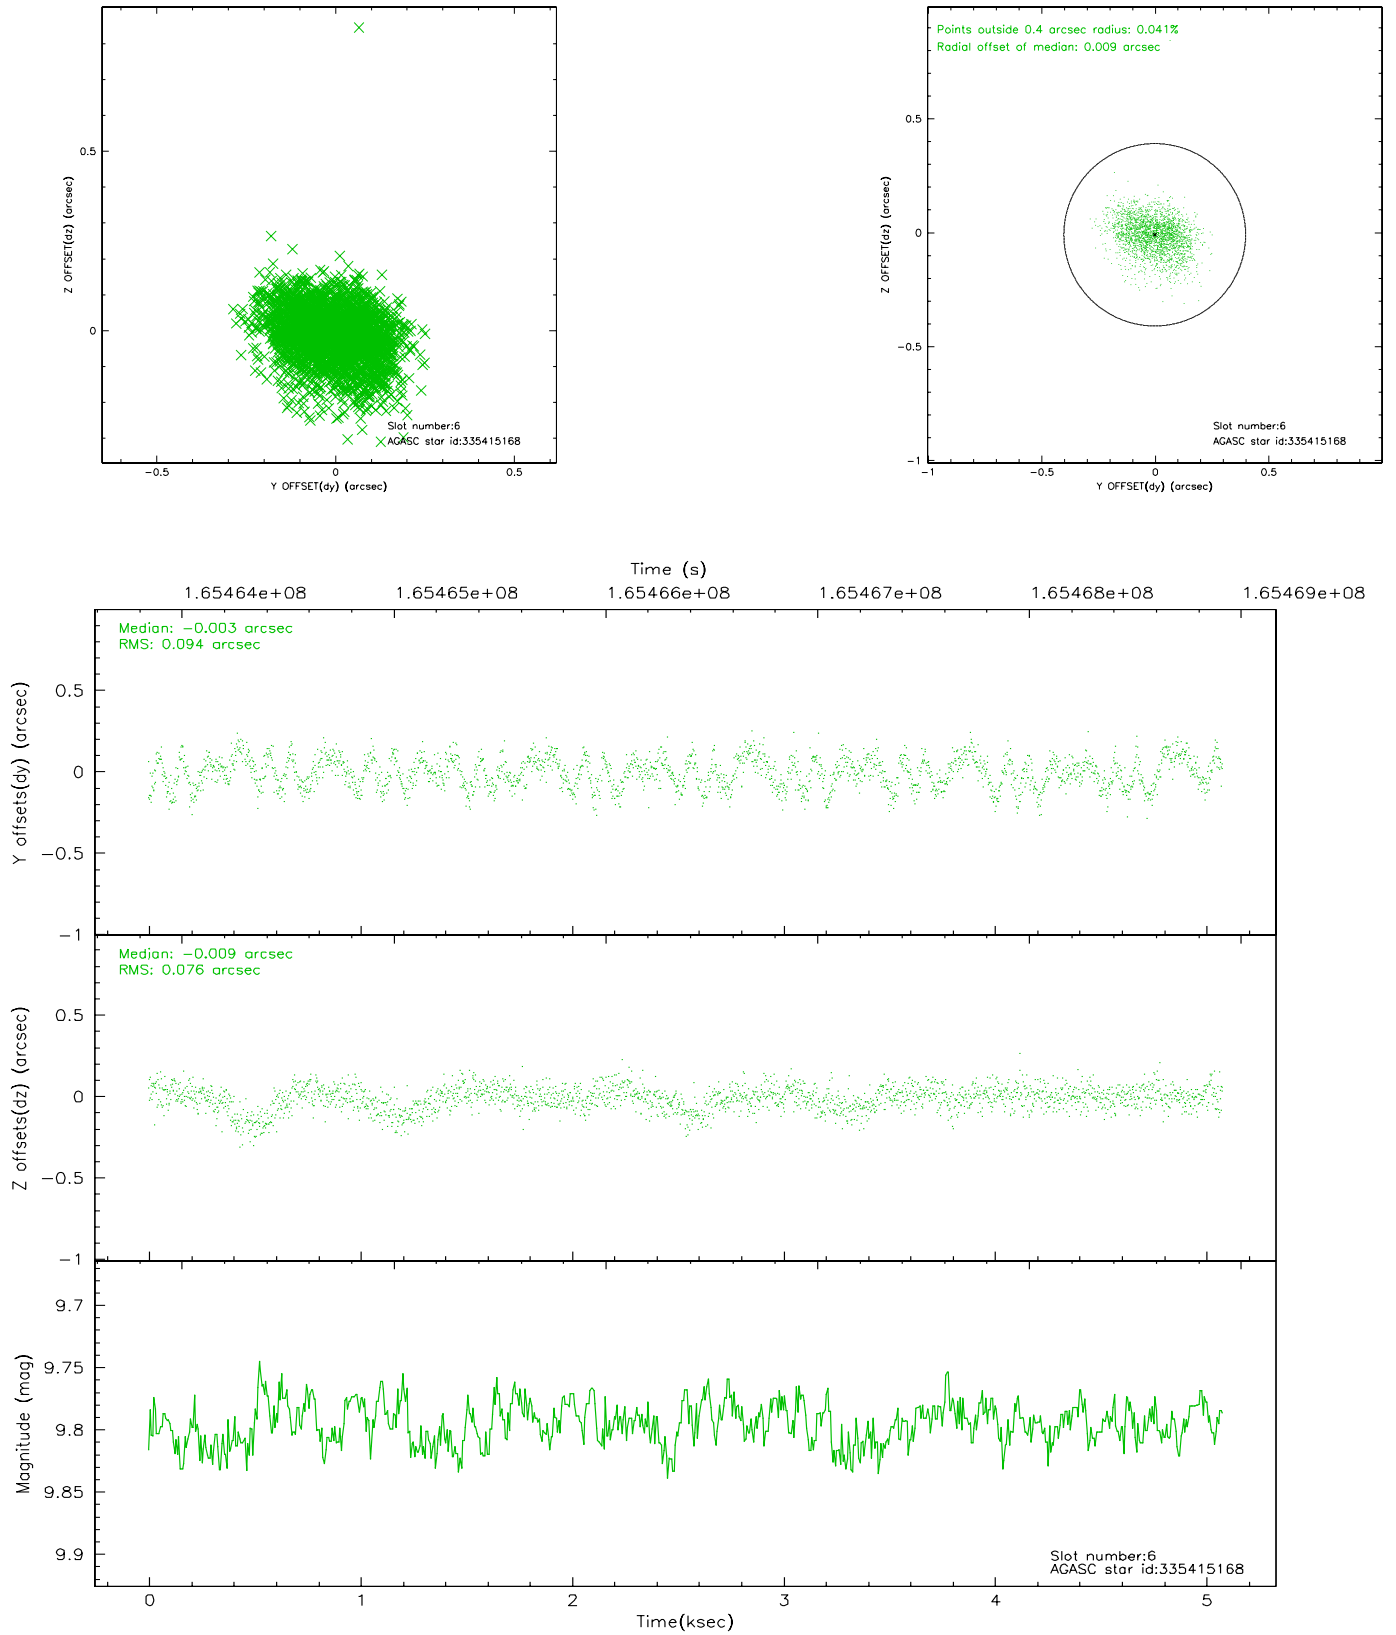 0.5
0
−0.5
0
0.5
Z OFFSET(dz) (arcsec)
Y OFFSET(dy) (arcsec)
Slot number:6
AGASC star id:335415168
Points outside 0.4 arcsec radius: 0.041%
Radial offset of median: 0.009 arcsec
0.5
0
−0.5
−1
−1
−0.5
0
0.5
Z OFFSET(dz) (arcsec)
Y OFFSET(dy) (arcsec)
Slot number:6
AGASC star id:335415168
Time (s)
1.65464e+08
1.65465e+08
1.65466e+08
1.65467e+08
1.65468e+08
1.65469e+08
Median: −0.003 arcsec
RMS: 0.094 arcsec
0.5
0
−0.5
−1
Y offsets(dy) (arcsec)
Median: −0.009 arcsec
RMS: 0.076 arcsec
0.5
0
−0.5
−1
Z offsets(dz) (arcsec)
9.7
9.75
9.8
9.85
9.9
Magnitude (mag)
Slot number:6
AGASC star id:335415168
0
1
2
3
4
5
Time(ksec)